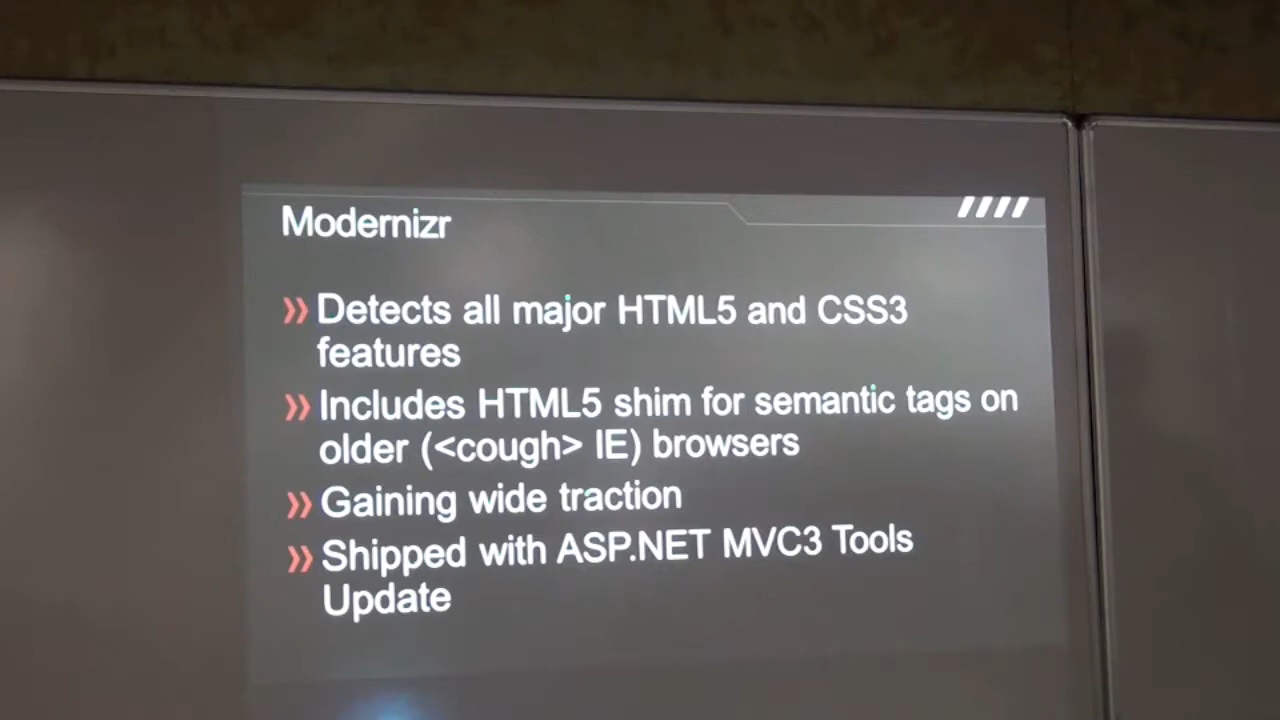 Modernizr
» Detects all major HTML5 and CSS3
features
» Includes HTML5 shim for semantic tags on
older (<cough> IE) browsers
» Gaining wide traction
» Shipped with ASP.NET MVC3 Tools
Update